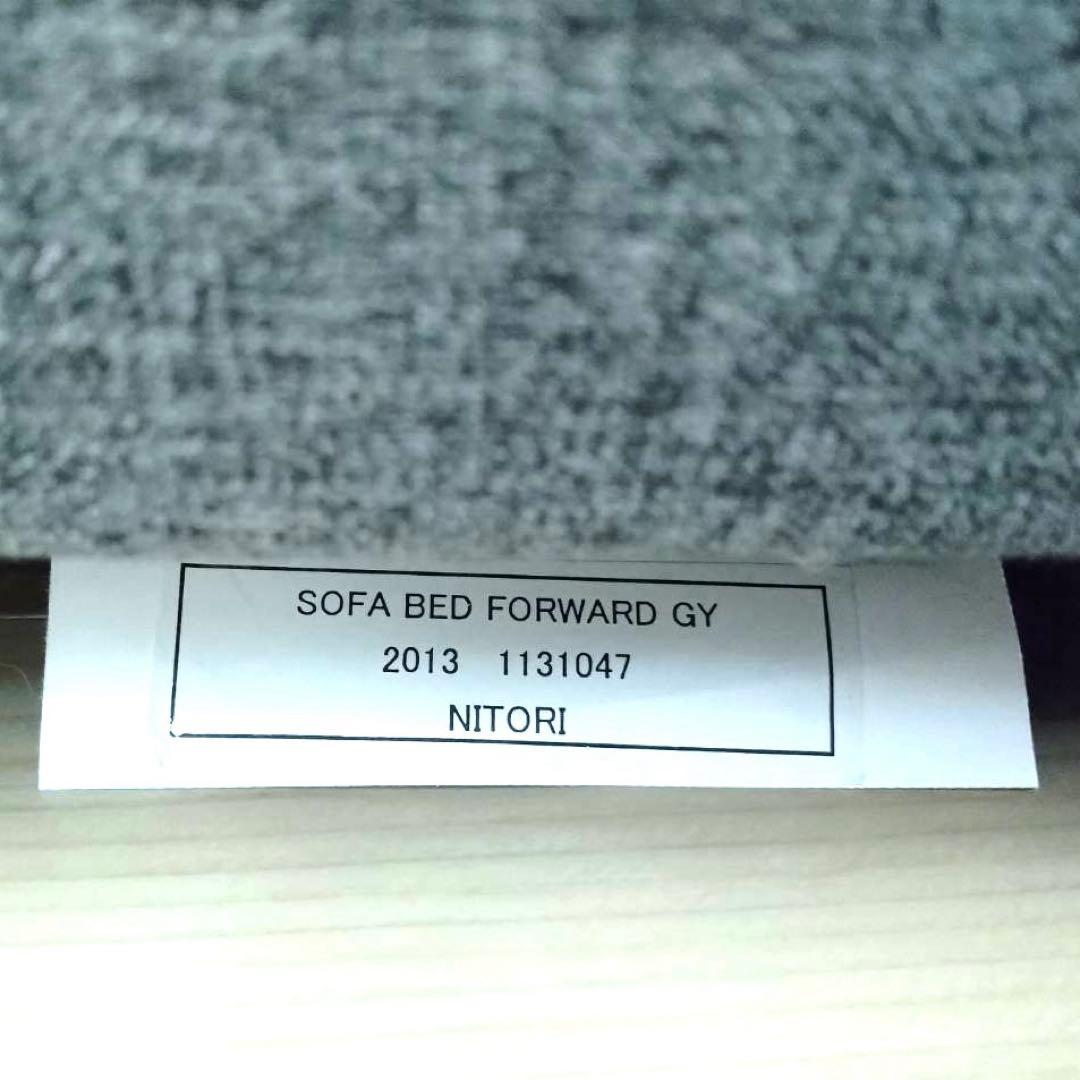 SOFA BED FORWARD GY
2013 1131047
NITORI